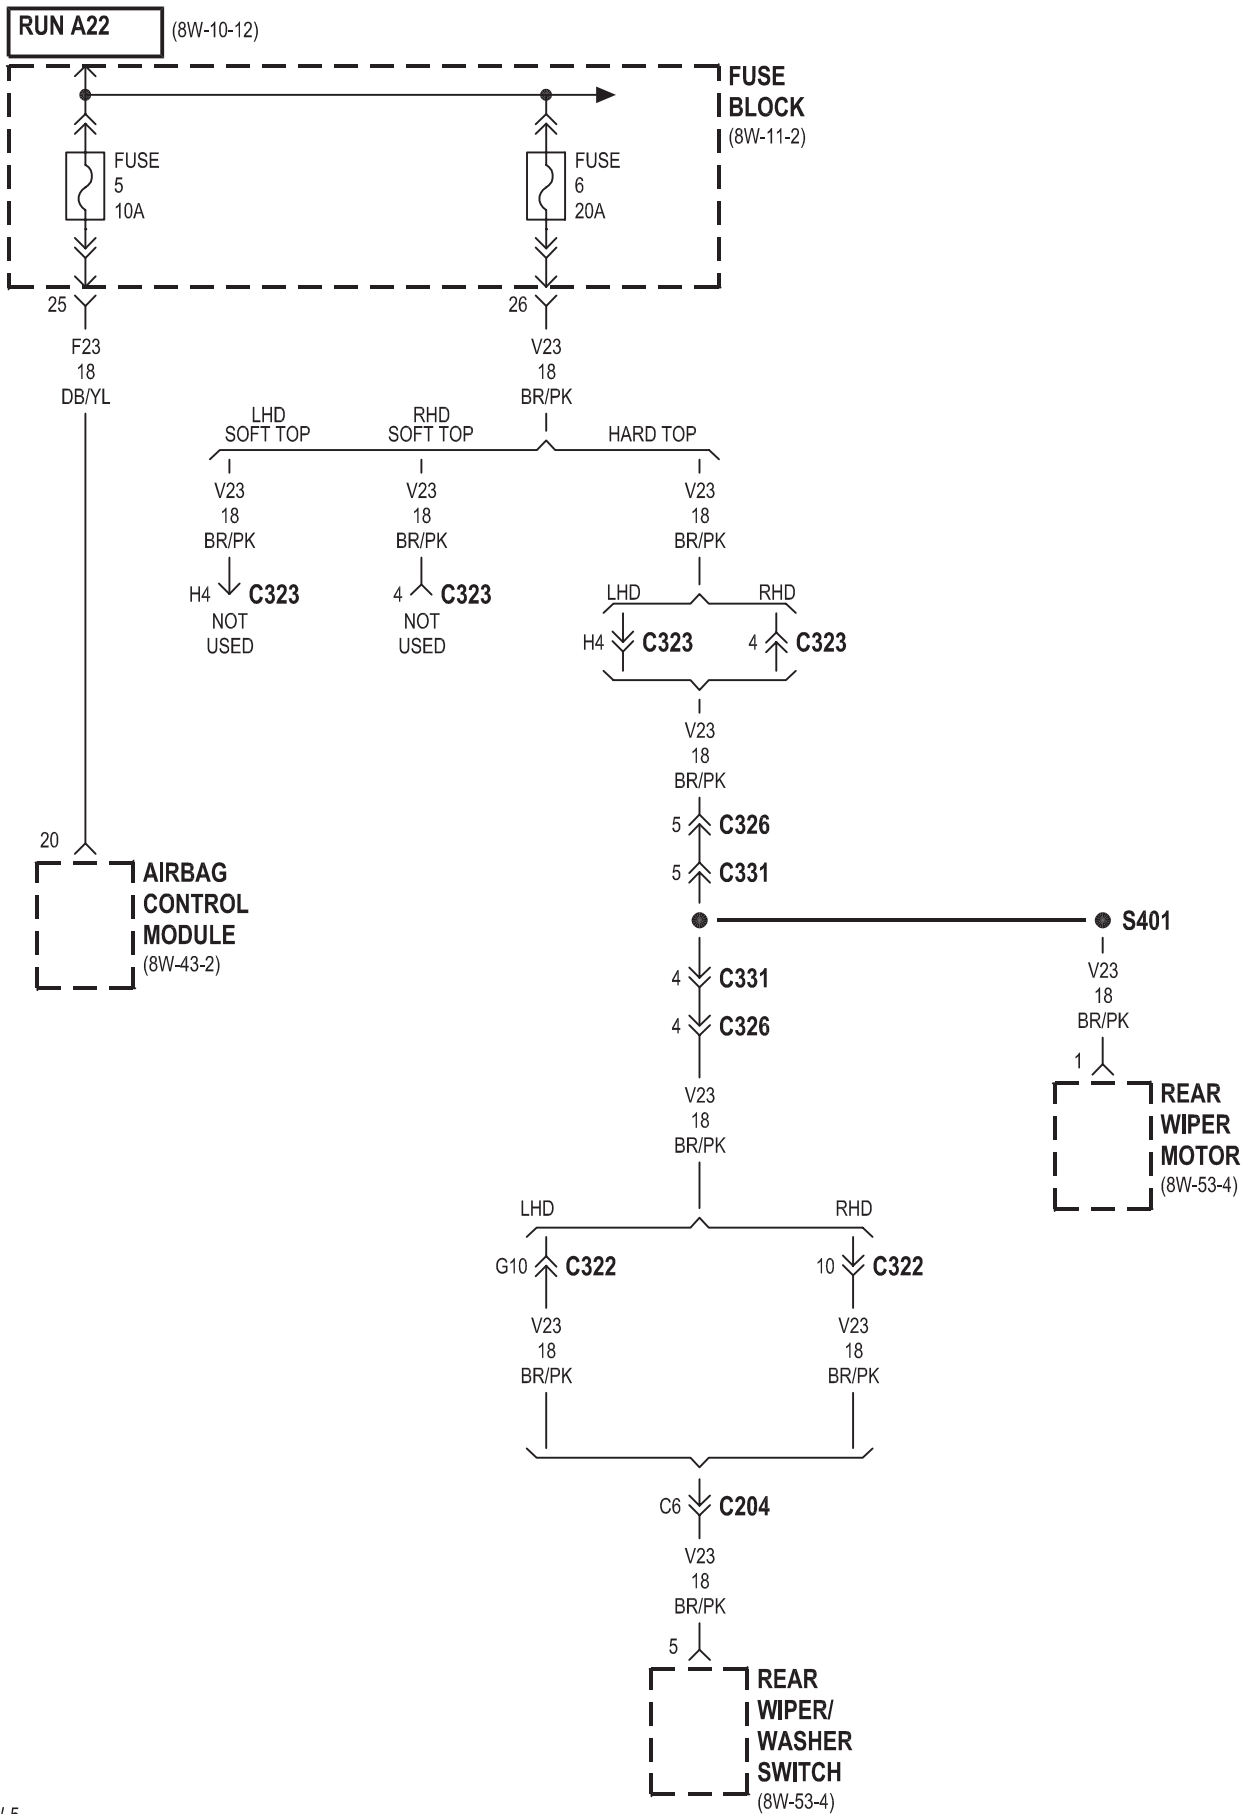 RUN A22 (8W-10-12)
FUSE
BLOCK
(8W-11-2)
FUSE
5
10A
FUSE
6
20A
25
26
F23
18
DB/YL
V23
18
BR/PK
LHD
SOFT TOP
RHD
SOFT TOP
HARD TOP
V23
18
BR/PK
V23
18
BR/PK
V23
18
BR/PK
H4 C323
NOT
USED
4 C323
NOT
USED
LHD
RHD
H4 C323
4 C323
V23
18
BR/PK
5 C326
5 C331
20
AIRBAG
CONTROL
MODULE
(8W-43-2)
S401
4 C331
4 C326
V23
18
BR/PK
1
REAR
WIPER
MOTOR
(8W-53-4)
V23
18
BR/PK
LHD
RHD
G10 C322
10 C322
V23
18
BR/PK
V23
18
BR/PK
C6 C204
V23
18
BR/PK
5
REAR
WIPER/
WASHER
SWITCH
(8W-53-4)